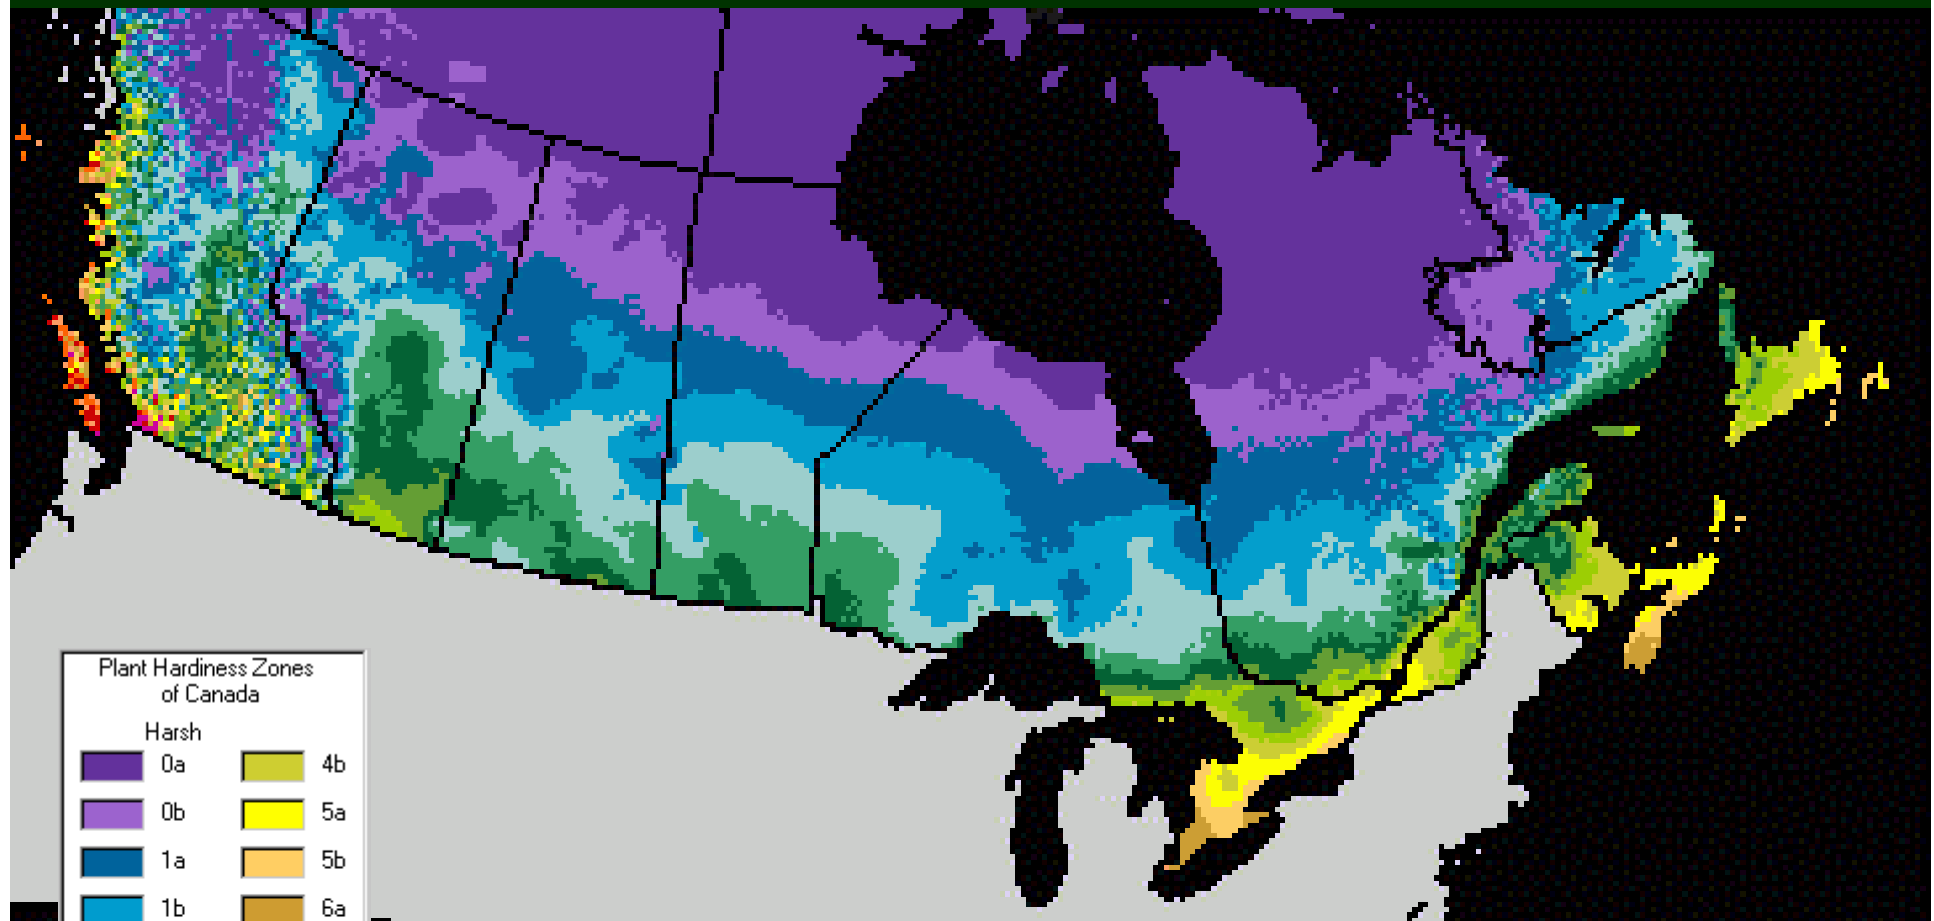 Plant Hardiness Zones
of Canada
Harsh
0a 4b
0b 5a
1a 5b
1b 6a